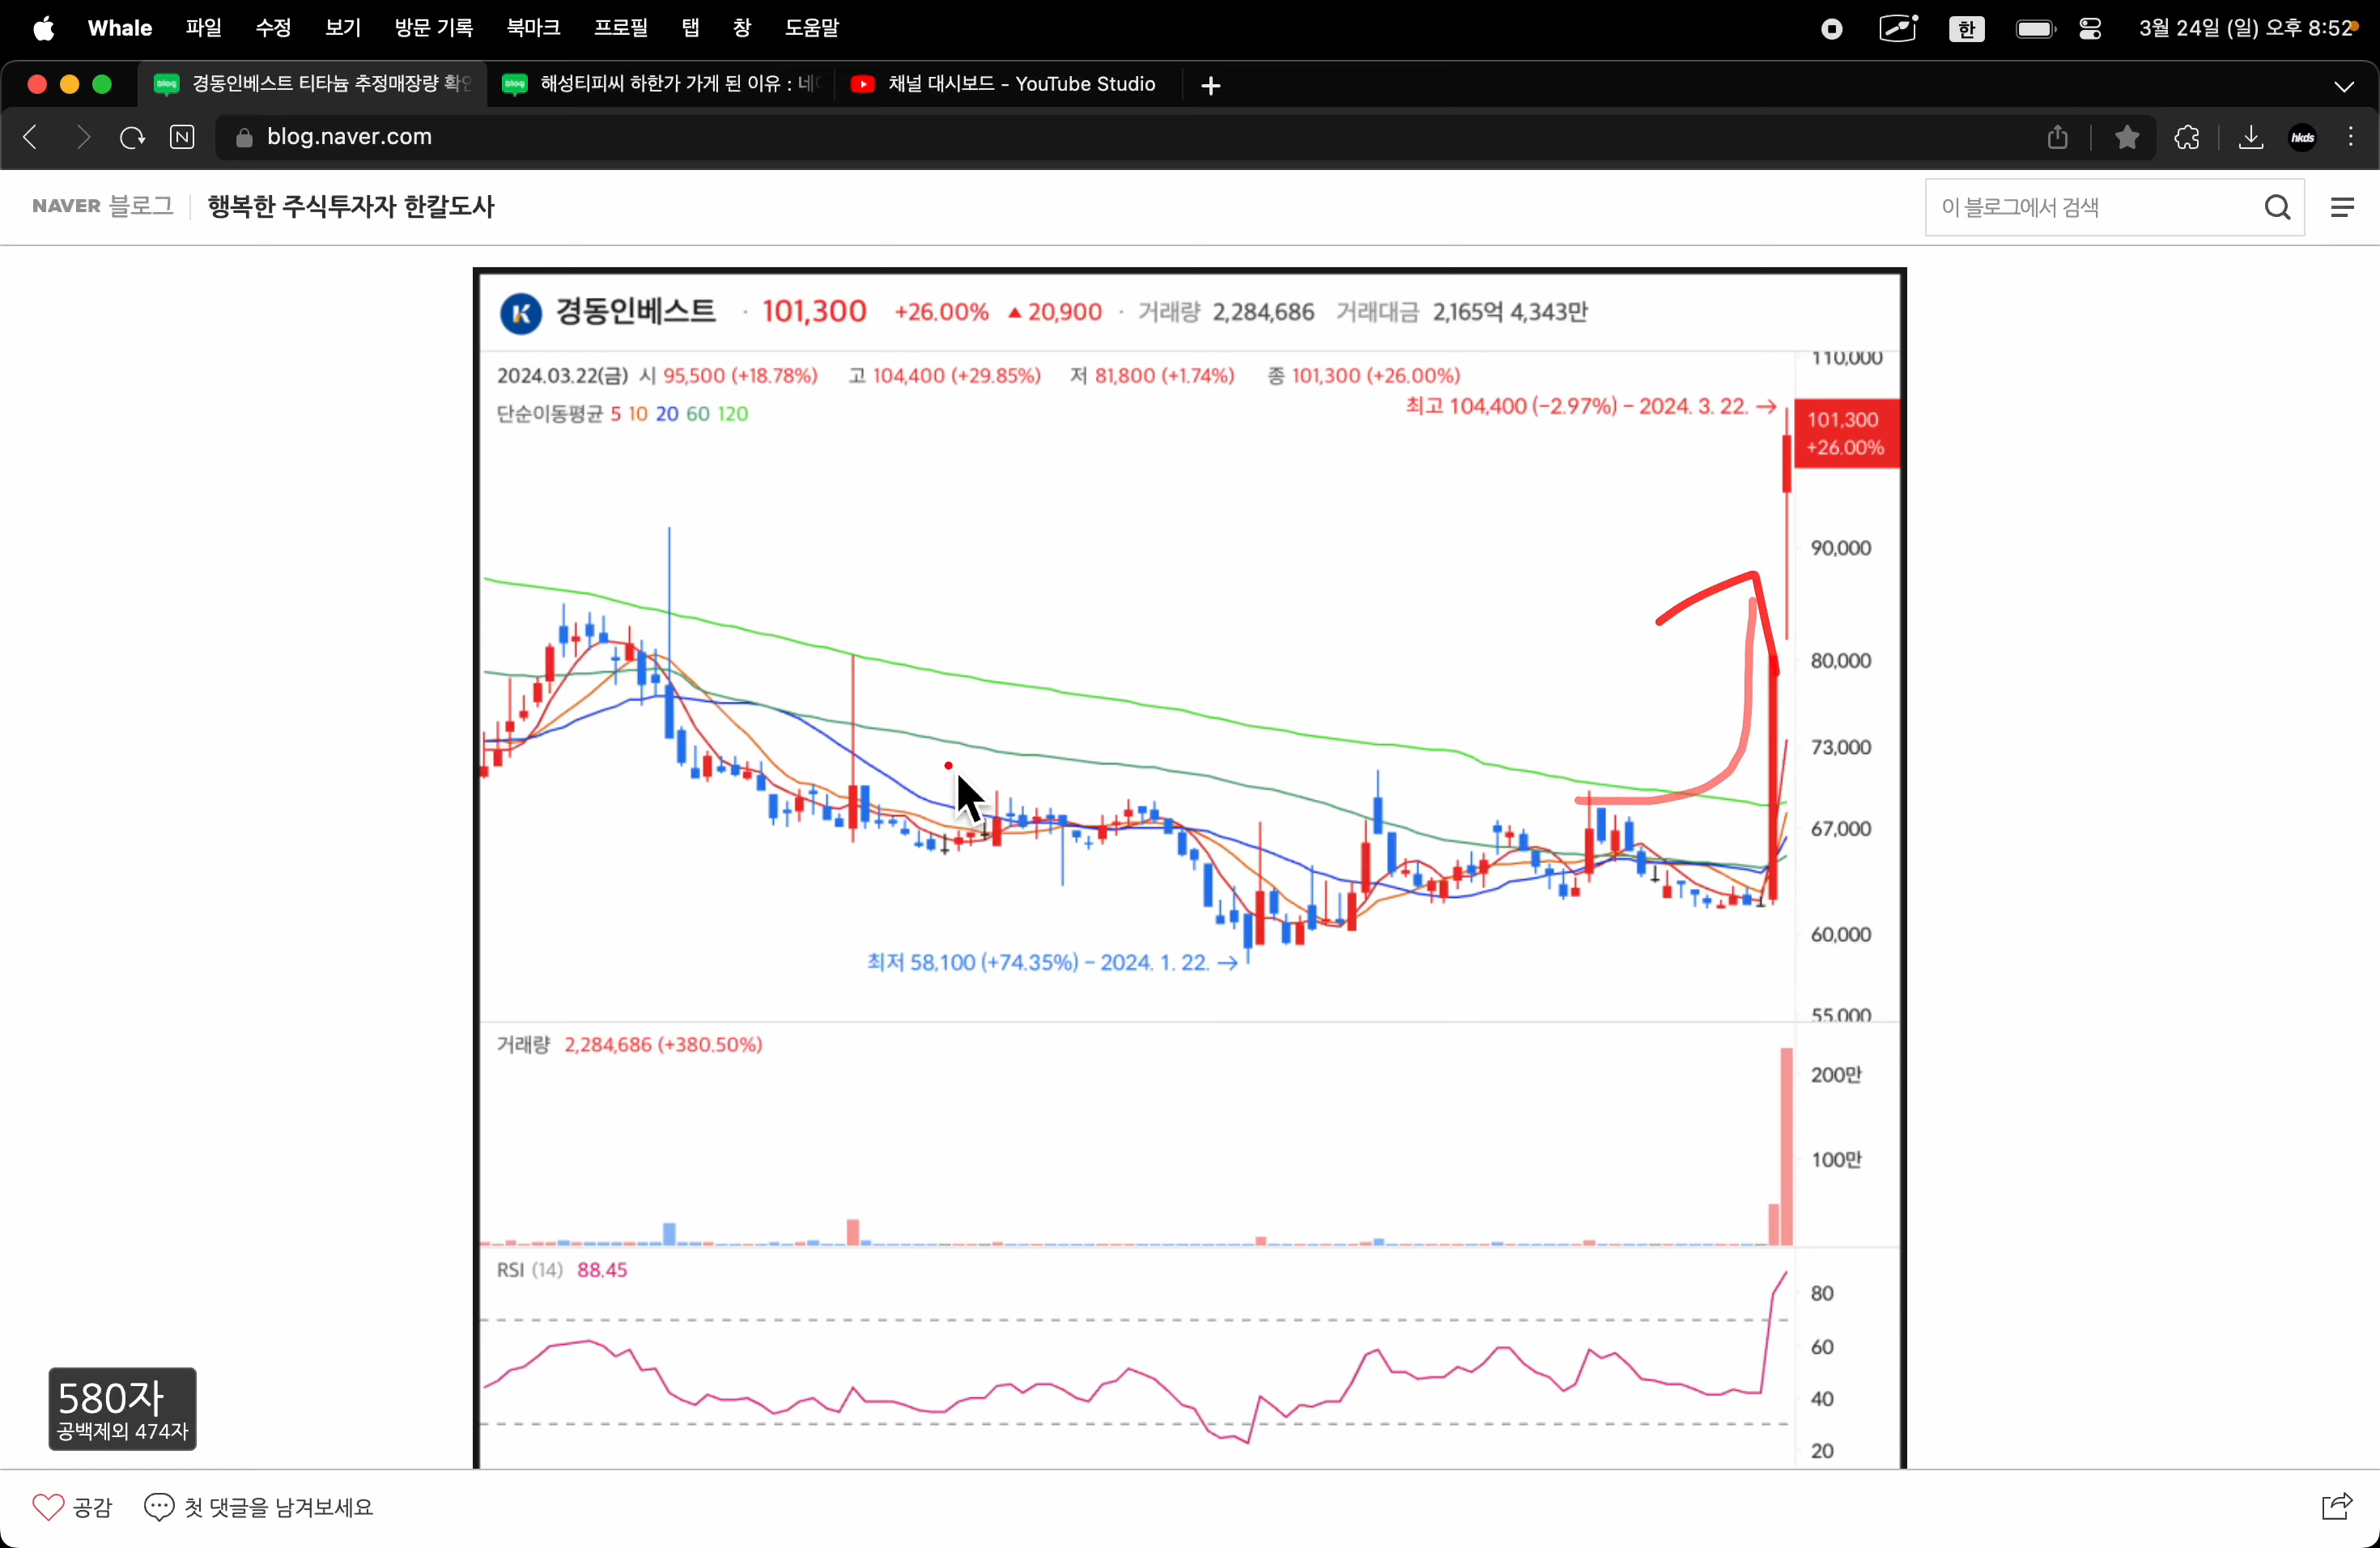 Whale 파일 수정 보기 방문 기록 북마크 프로필 탭 창 도움말 한 3월 24일 (일) 오후 8:52
경동인베스트 티타늄 추정매장량 확인 해성티피씨 하한가 가게 된 이유 : 네이 채널 대시보드 - YouTube Studio
blog.naver.com hkds
NAVER 블로그 행복한 주식투자자 한칼도사 이 블로그에서 검색
경동인베스트 · 101,300 +26.00% ▲20,900 · 거래량 2,284,686 거래대금 2,165억 4,343만
110,000
2024.03.22(금) 시 95,500 (+18.78%) 고 104,400 (+29.85%) 저 81,800 (+1.74%) 종 101,300 (+26.00%)
최고 104,400 (-2.97%) - 2024. 3. 22. →
단순이동평균 5 10 20 60 120
101,300
+26.00%
90,000
80,000
73,000
67,000
60,000
최저 58,100 (+74.35%) - 2024. 1. 22. →
55,000
거래량 2,284,686 (+380.50%)
200만
100만
RSI (14) 88.45
80
60
40
20
580자
공백제외 474자
공감 첫 댓글을 남겨보세요